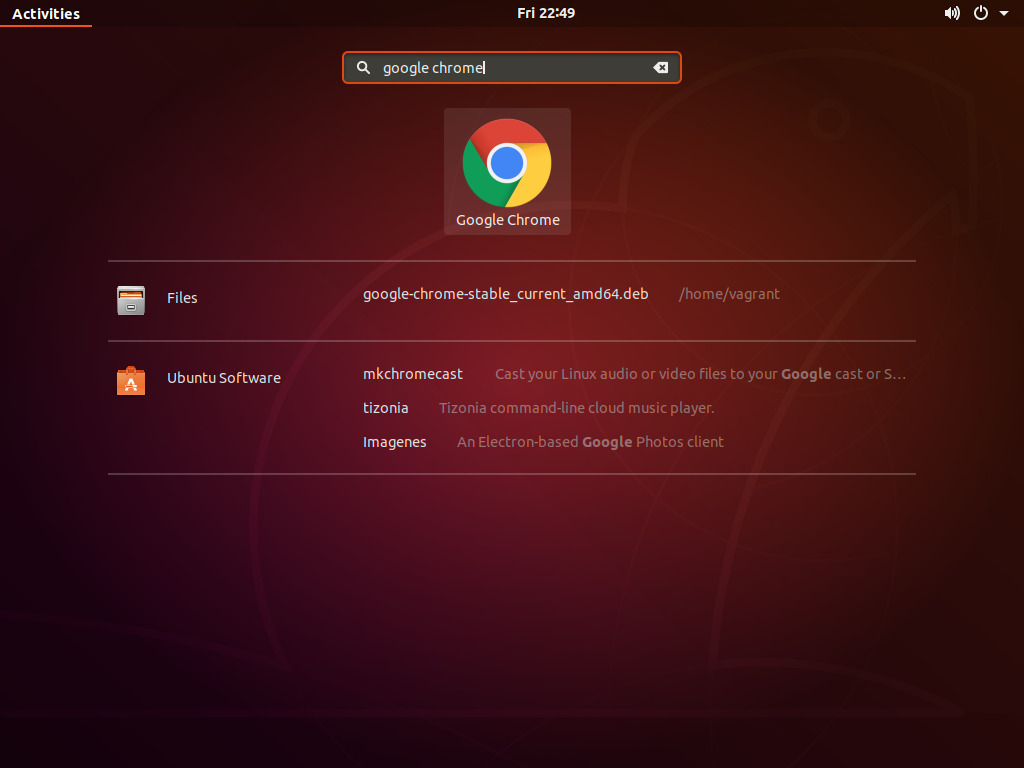 Activities
Fri 22:49
google chrome
Google Chrome
Files
google-chrome-stable_current_amd64.deb /home/vagrant
Ubuntu Software
mkchromecast Cast your Linux audio or video files to your Google cast or S…
tizonia Tizonia command-line cloud music player.
Imagenes An Electron-based Google Photos client